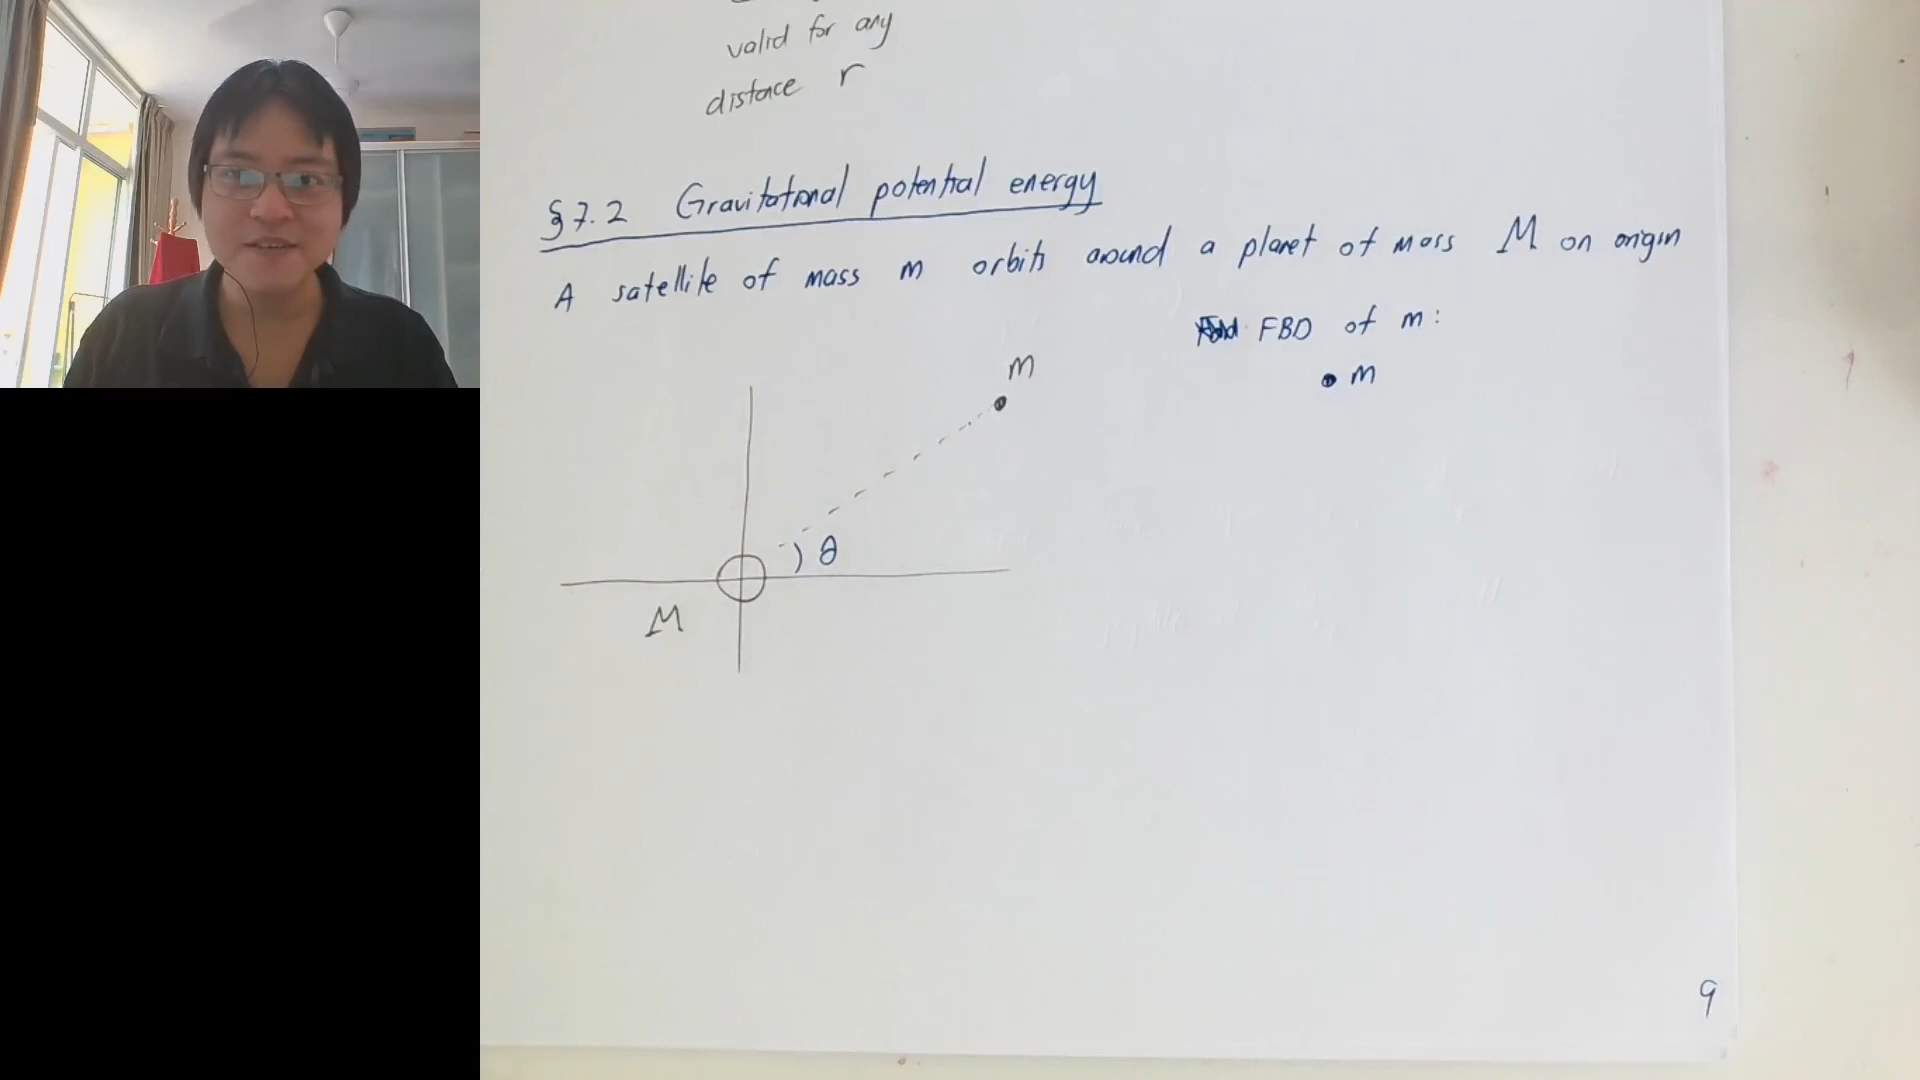 valid for any
distance r
§7.2 Gravitational potential energy
A satellite of mass m orbits around a planet of mass M on origin
FBD of m:
m
m
θ
M
9